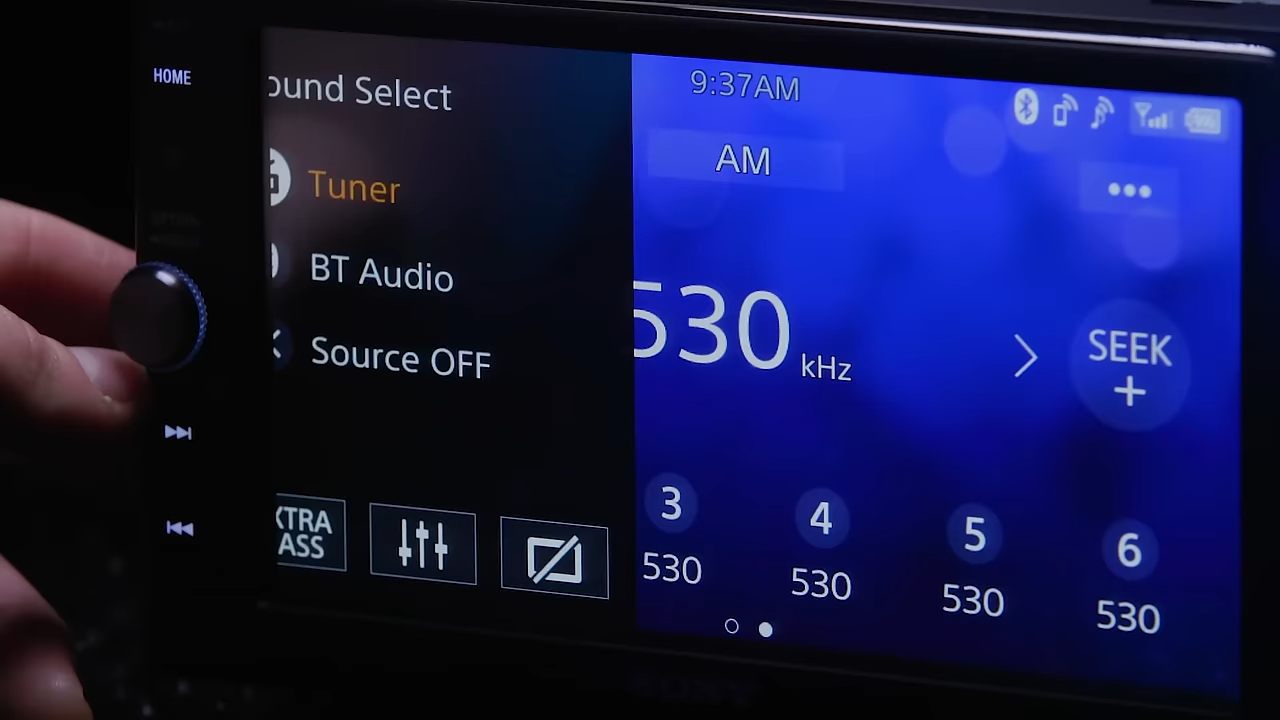 HOME
ound Select
Tuner
BT Audio
Source OFF
XTRA
ASS
9:37AM
AM
530 kHz
SEEK
+
3
530
4
530
5
530
6
530